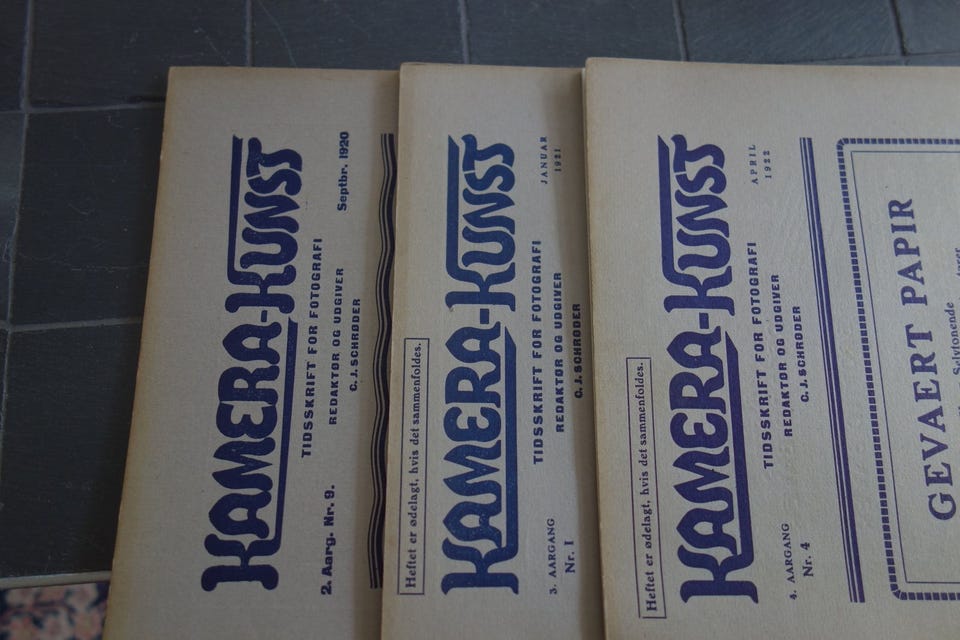 KAMERA-KUNST
TIDSSKRIFT FOR FOTOGRAFI
2. Aarg. Nr. 9.
REDAKTØR OG UDGIVER
Septbr. 1920
C. J. SCHRØDER
Heftet er ødelagt, hvis det sammenfoldes.
KAMERA-KUNST
TIDSSKRIFT FOR FOTOGRAFI
3. AARGANG
Nr. I
REDAKTØR OG UDGIVER
C. J. SCHRØDER
JANUAR
1921
Heftet er ødelagt, hvis det sammenfoldes.
KAMERA-KUNST
TIDSSKRIFT FOR FOTOGRAFI
4. AARGANG
Nr. 4
REDAKTØR OG UDGIVER
C. J. SCHRØDER
APRIL
1922
GEVAERT PAPIR
Selvtonende